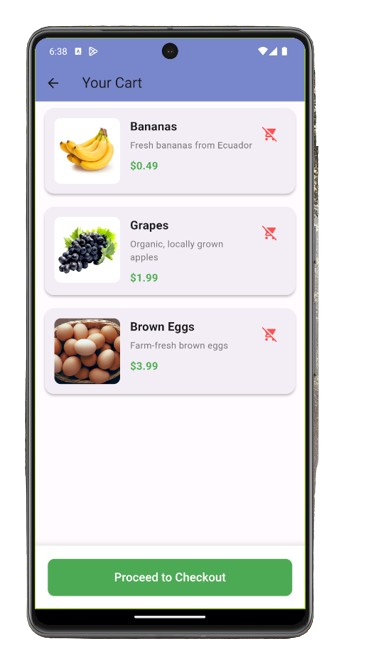 6:38
Your Cart
Bananas
Fresh bananas from Ecuador
$0.49
Grapes
Organic, locally grown
apples
$1.99
Brown Eggs
Farm-fresh brown eggs
$3.99
Proceed to Checkout